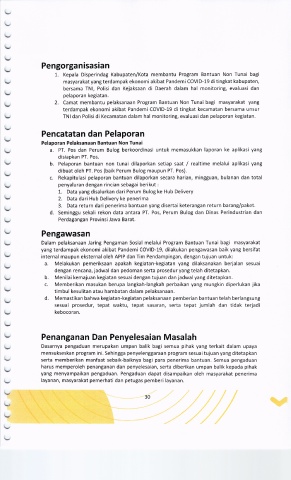 Pengorganisasian
1. Kepala Disperindag Kabupaten/Kota membantu Program Bantuan Non Tunai bagi
masyarakat yang terdampak ekonomi akibat Pandemi COVID-19 di tingkat kabupaten,
bersama TNI, Polisi dan Kejaksaan di Daerah dalam hal monitoring, evaluasi dan
pelaporan kegiatan.
2. Camat membantu pelaksanaan Program Bantuan Non Tunai bagi masyarakat yang
terdampak ekonomi akibat Pandemi COVID-19 di tingkat kecamatan bersama unsur
TNI dan Polisi di Kecamatan dalam hal monitoring, evaluasi dan pelaporan kegiatan.
Pencatatan dan Pelaporan
Pelaporan Pelaksanaan Bantuan Non Tunai
a. PT. Pos dan Perum Bulog berkoordinasi untuk memasukkan laporan ke aplikasi yang
disiapkan PT. Pos.
b. Pelaporan bantuan non tunai dilaporkan setiap saat / realtime melalui aplikasi yang
dibuat oleh PT. Pos (baik Perum Bulog maupun PT. Pos).
c. Rekapitulasi pelaporan bantuan dilaporkan secara harian, mingguan, bulanan dan total
penyaluran dengan rincian sebagai berikut :
1. Data yang dikeluarkan dari Perum Bulog ke Hub Delivery
2. Data dari Hub Delivery ke penerima
3. Data return dari penerima bantuan yang disertai keterangan return barang/paket.
d. Seminggu sekali rekon data antara PT. Pos, Perum Bulog dan Dinas Perindustrian dan
Perdagangan Provinsi Jawa Barat.
Pengawasan
Dalam pelaksanaan Jaring Pengaman Sosial melalui Program Bantuan Tunai bagi masyarakat
yang terdampak ekonomi akibat Pandemi COVID-19, dilakukan pengawasan baik yang bersifat
internal maupun eksternal oleh APIP dan Tim Pendampingan, dengan tujuan untuk:
a. Melakukan pemeriksaan apakah kegiatan-kegiatan yang dilaksanakan berjalan sesuai
dengan rencana, jadwal dan pedoman serta prosedur yang telah ditetapkan.
b. Menilai kemajuan kegiatan sesuai dengan tujuan dan jadwal yang ditetapkan.
c. Memberikan masukan berupa langkah-langkah perbaikan yang mungkin diperlukan jika
timbul kesulitan atau hambatan dalam pelaksanaan.
d. Memastikan bahwa kegiatan-kegiatan pelaksanaan pemberian bantuan telah berlangsung
sesuai prosedur, tepat waktu, tepat sasaran, serta tepat jumlah dan tidak terjadi
kebocoran.
Penanganan Dan Penyelesaian Masalah
Dasarnya pengaduan merupakan umpan balik bagi semua pihak yang terkait dalam upaya
mensukseskan program ini. Sehingga penyelenggaraan program sesuai tujuan yang ditetapkan
serta memberikan manfaat sebaik-baiknya bagi para penerima bantuan. Semua pengaduan
harus memperoleh penanganan dan penyelesaian, serta diberikan umpan balik kepada pihak
yang menyampaikan pengaduan. Pengaduan dapat disampaikan oleh masyarakat penerima
layanan, masyarakat pemerhati dan petugas pemberi layanan.
30